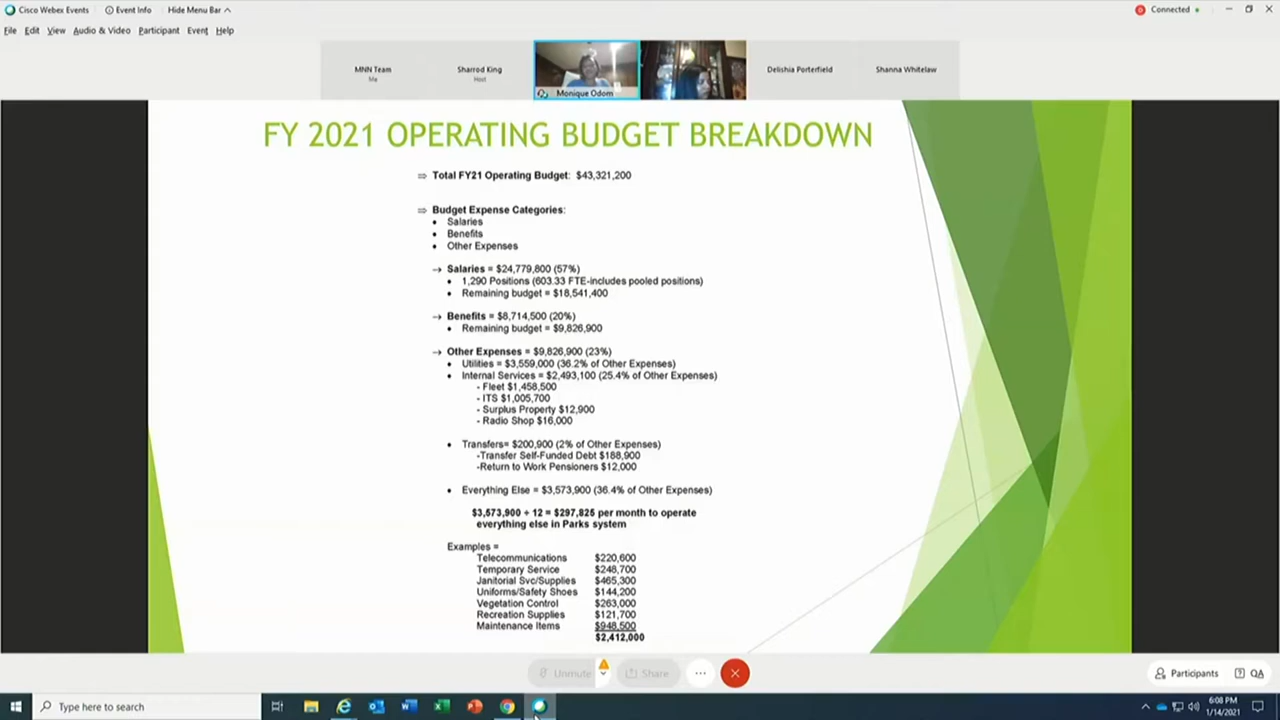 Cisco Webex Events
Event Info
Hide Menu Bar
Connected
File Edit View Audio & Video Participant Event Help
MNN Team
Me
Sharrod King
Host
Monique Odom
Delishia Porterfield
Shanna Whitelaw
FY 2021 OPERATING BUDGET BREAKDOWN
⇨ Total FY21 Operating Budget: $43,321,200
⇨ Budget Expense Categories:
• Salaries
• Benefits
• Other Expenses
→ Salaries = $24,779,800 (57%)
• 1,290 Positions (603.33 FTE-includes pooled positions)
• Remaining budget = $18,541,400
→ Benefits = $8,714,500 (20%)
• Remaining budget = $9,826,900
→ Other Expenses = $9,826,900 (23%)
• Utilities = $3,559,000 (36.2% of Other Expenses)
• Internal Services = $2,493,100 (25.4% of Other Expenses)
- Fleet $1,458,500
- ITS $1,005,700
- Surplus Property $12,900
- Radio Shop $16,000
• Transfers= $200,900 (2% of Other Expenses)
-Transfer Self-Funded Debt $188,900
-Return to Work Pensioners $12,000
• Everything Else = $3,573,900 (36.4% of Other Expenses)
$3,573,900 ÷ 12 = $297,825 per month to operate
everything else in Parks system
Examples =
Telecommunications $220,600
Temporary Service $248,700
Janitorial Svc/Supplies $465,300
Uniforms/Safety Shoes $144,200
Vegetation Control $263,000
Recreation Supplies $121,700
Maintenance Items $948,500
$2,412,000
Unmute
Share
Participants
Q&A
Type here to search
6:08 PM
1/14/2021